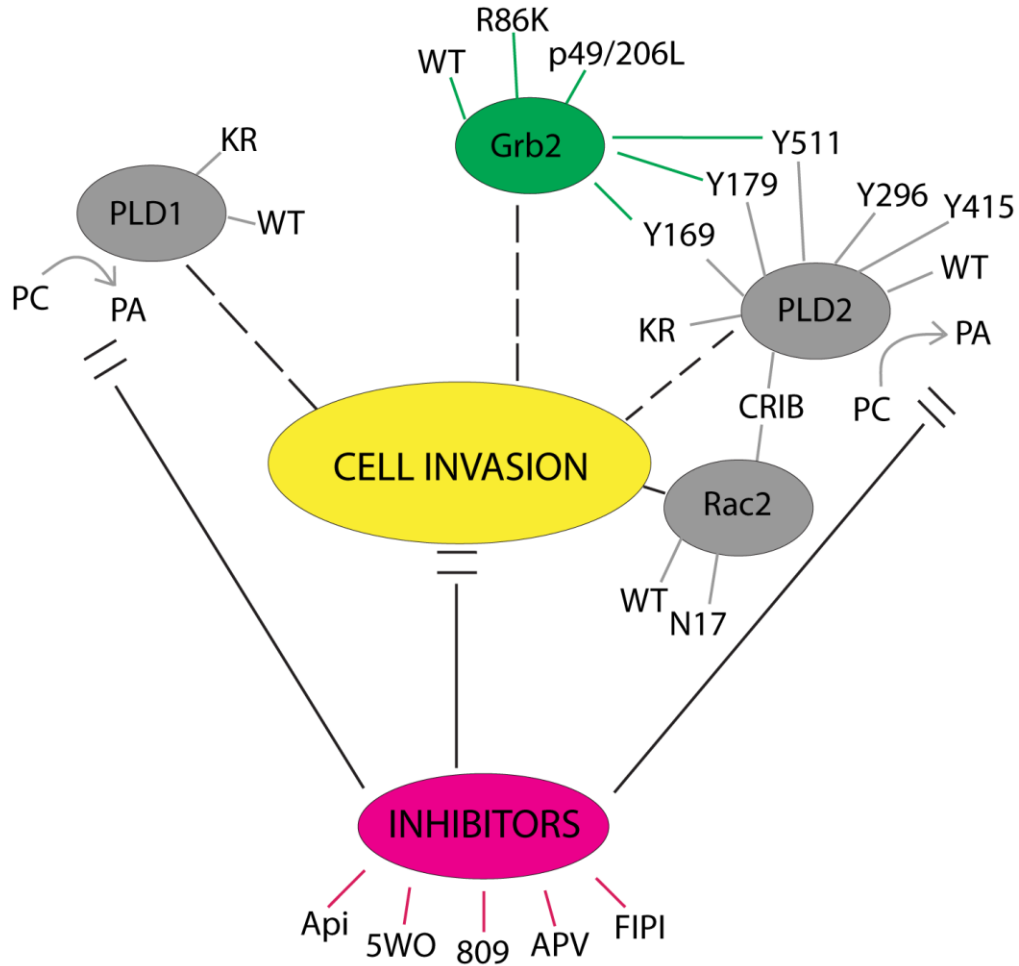 R86K
WT
p49/206L
Grb2
Y511
KR
Y179
Y296
Y415
PLD1
WT
Y169
WT
PC
PA
KR
PLD2
PA
CRIB
PC
CELL INVASION
Rac2
WT
N17
INHIBITORS
Api
5WO
809
APV
FIPI